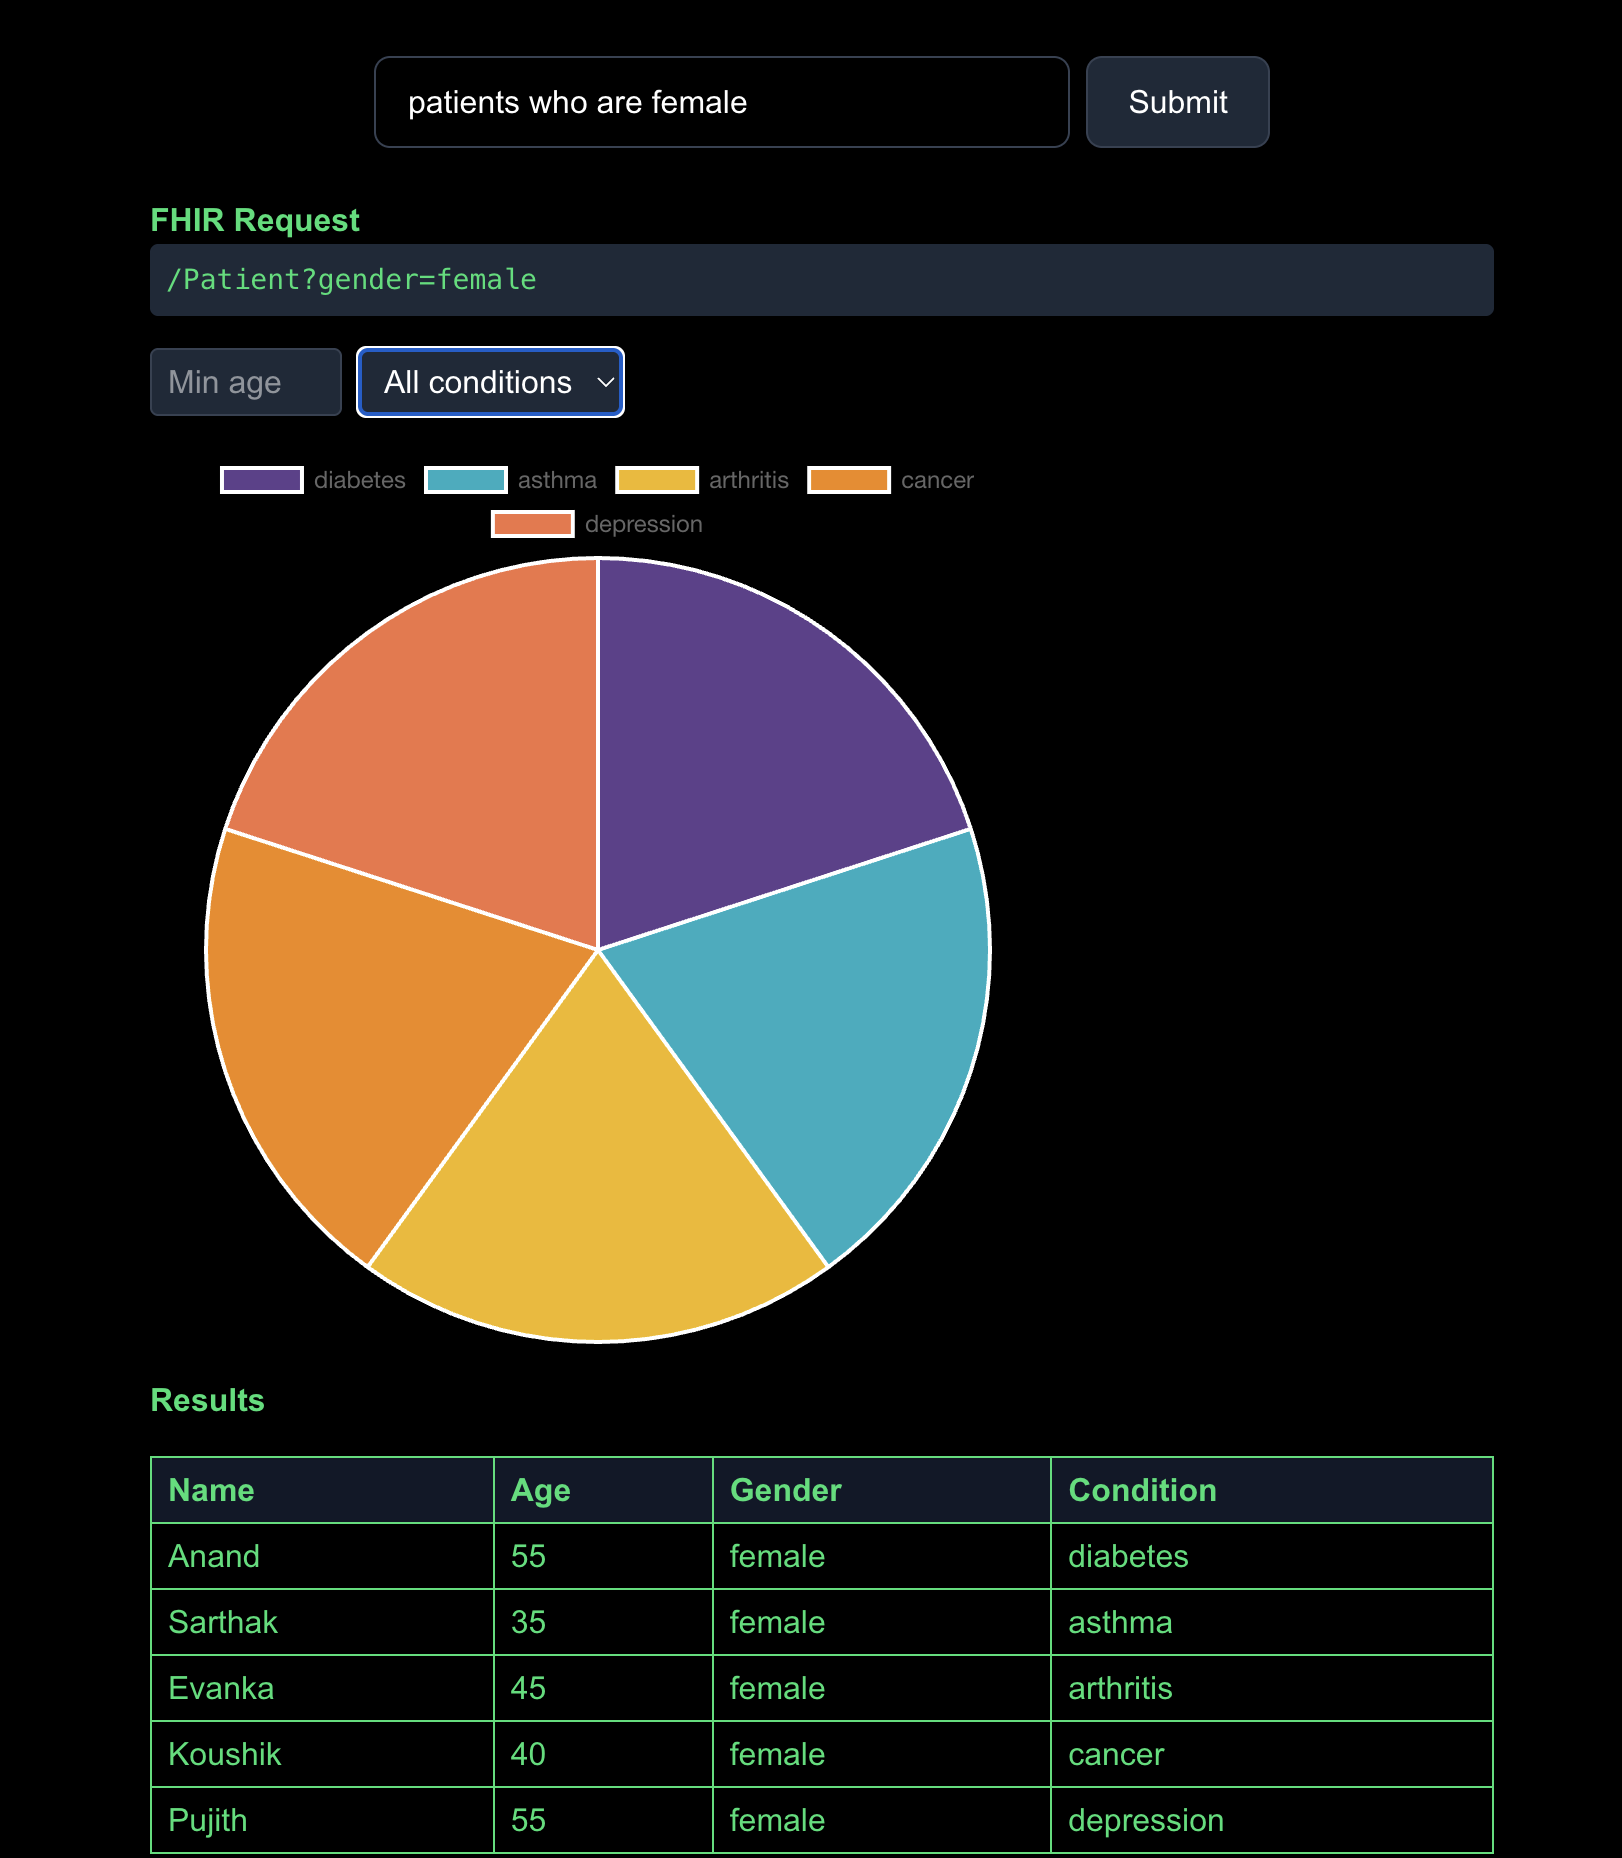 patients who are female Submit
FHIR Request
/Patient?gender=female
Min age All conditions
diabetes asthma arthritis cancer
depression
Results
Name Age Gender Condition
Anand 55 female diabetes
Sarthak 35 female asthma
Evanka 45 female arthritis
Koushik 40 female cancer
Pujith 55 female depression